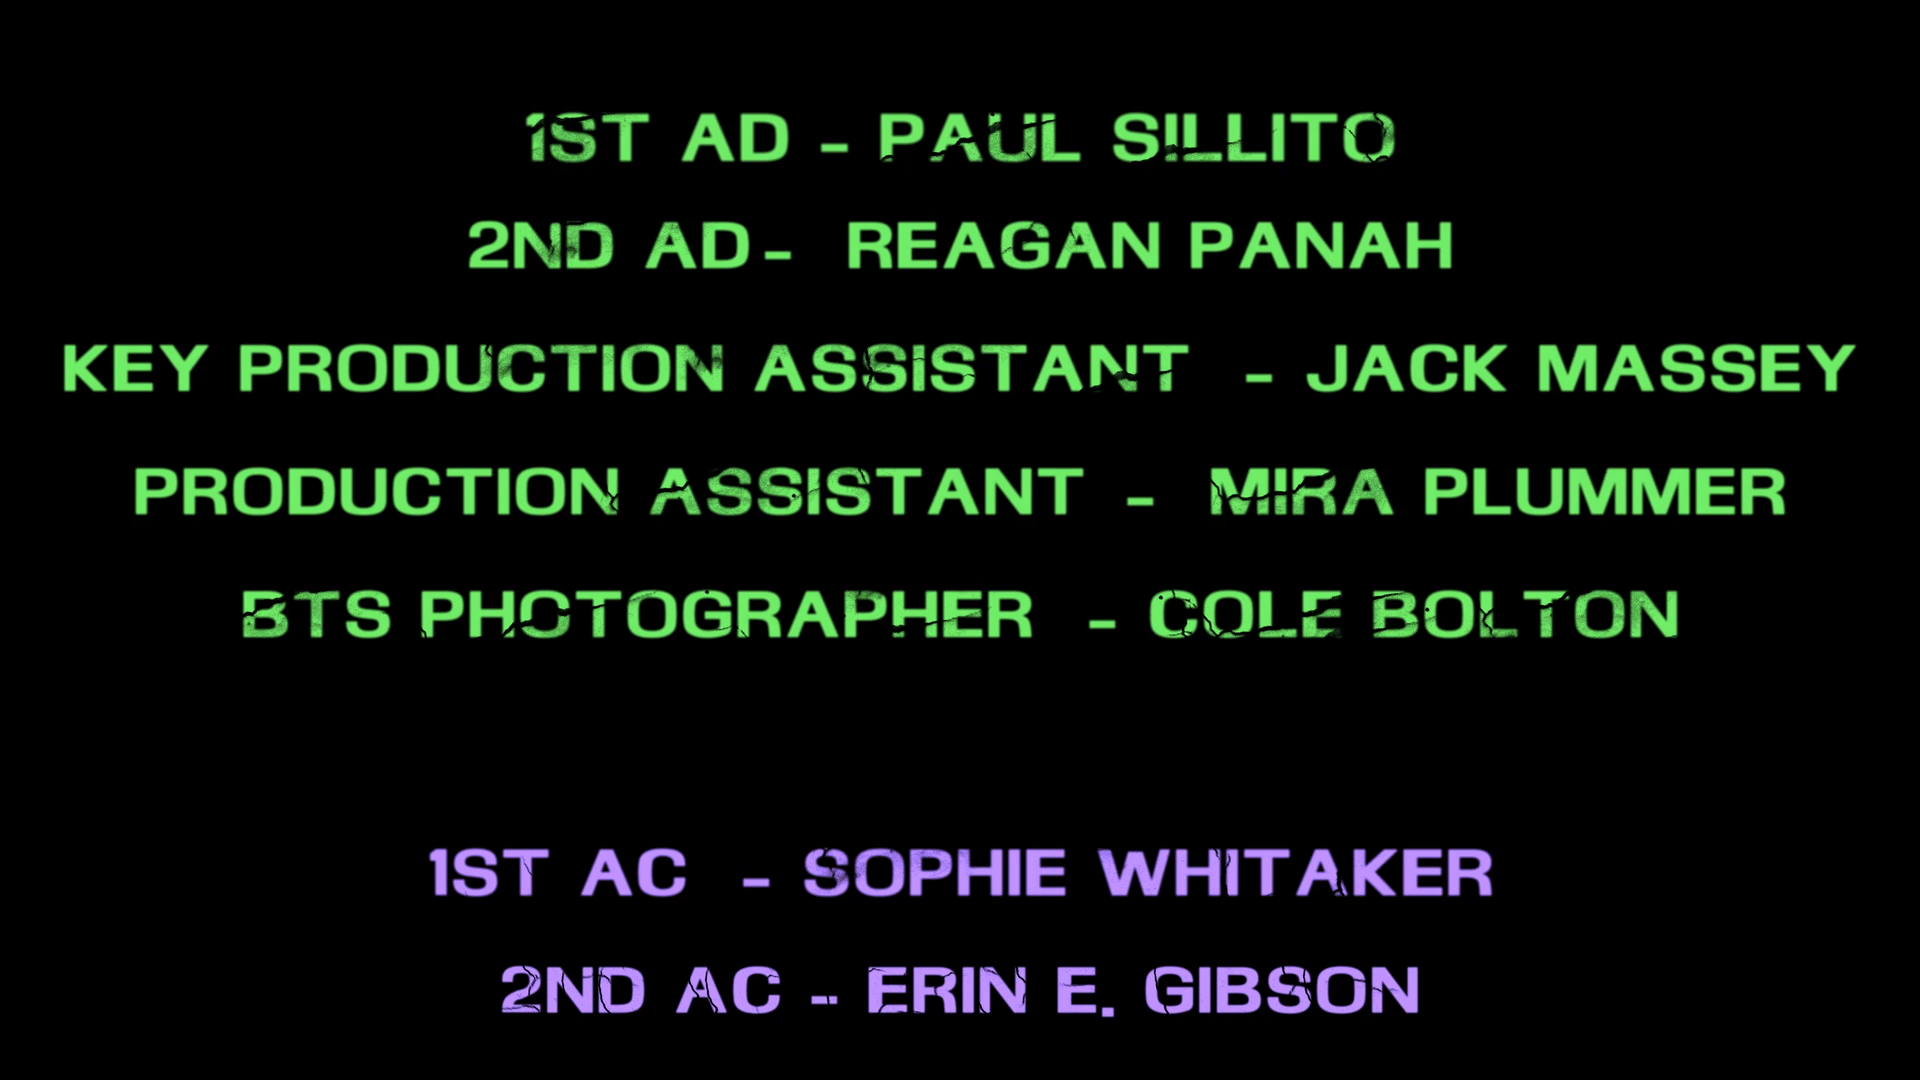 1ST AD - PAUL SILLITO
2ND AD - REAGAN PANAH
KEY PRODUCTION ASSISTANT - JACK MASSEY
PRODUCTION ASSISTANT - MIRA PLUMMER
BTS PHOTOGRAPHER - COLE BOLTON
1ST AC - SOPHIE WHITAKER
2ND AC - ERIN E. GIBSON